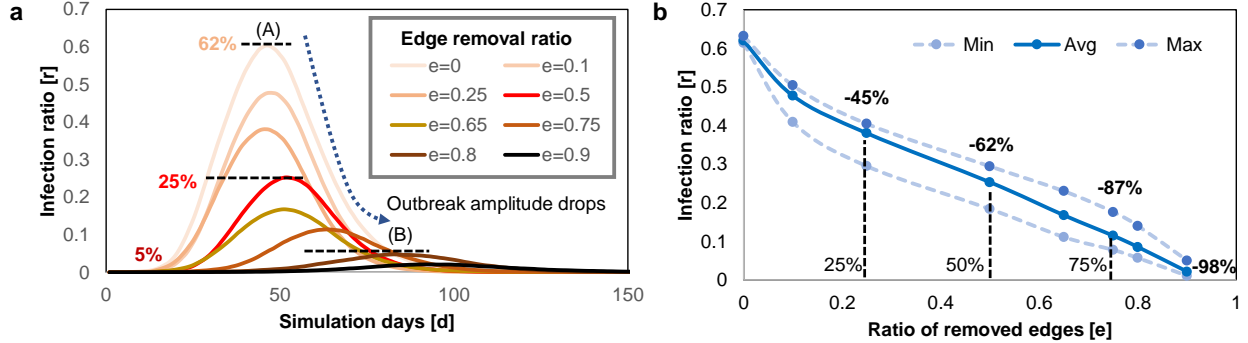 a
0.7
0.6
0.5
0.4
0.3
0.2
0.1
0
Infection ratio [r]
62%
(A)
25%
5%
(B)
Edge removal ratio
e=0 e=0.1
e=0.25 e=0.5
e=0.65 e=0.75
e=0.8 e=0.9
Outbreak amplitude drops
0 50 100 150
Simulation days [d]
b
0.7
0.6
0.5
0.4
0.3
0.2
0.1
0
Infection ratio [r]
Min Avg Max
-45%
-62%
-87%
-98%
25% 50% 75%
0 0.2 0.4 0.6 0.8 1
Ratio of removed edges [e]